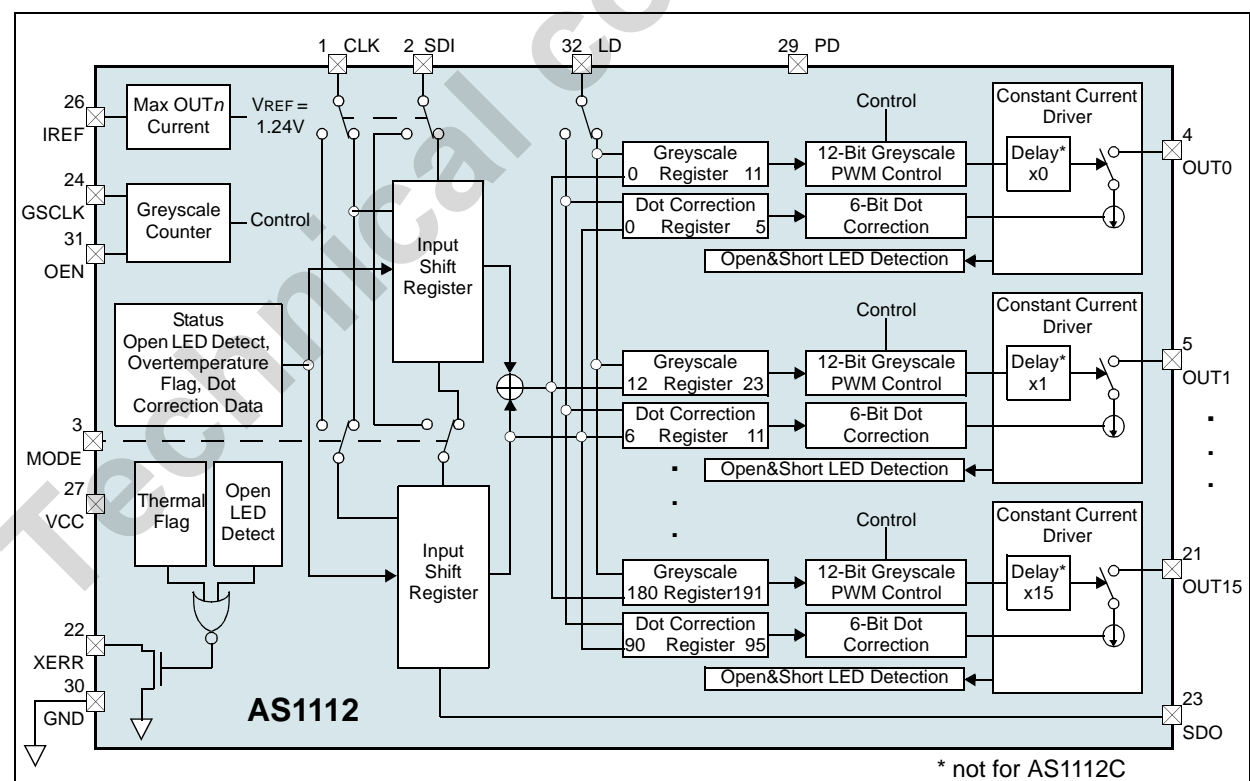 1 CLK
2 SDI
32 LD
29 PD
26
IREF
Max OUTn
Current
VREF =
1.24V
24
GSCLK
31
OEN
Greyscale
Counter
Control
Status
Open LED Detect,
Overtemperature
Flag, Dot
Correction Data
3
MODE
27
VCC
Thermal
Flag
Open
LED
Detect
22
XERR
30
GND
AS1112
Input
Shift
Register
Input
Shift
Register
Greyscale
0 Register 11
Dot Correction
0 Register 5
Control
12-Bit Greyscale
PWM Control
6-Bit Dot
Correction
Open&Short LED Detection
Constant Current
Driver
Delay*
x0
4
OUT0
Greyscale
12 Register 23
Dot Correction
6 Register 11
Control
12-Bit Greyscale
PWM Control
6-Bit Dot
Correction
Open&Short LED Detection
Constant Current
Driver
Delay*
x1
5
OUT1
.
.
.
.
.
.
Greyscale
180 Register191
Dot Correction
90 Register 95
Control
12-Bit Greyscale
PWM Control
6-Bit Dot
Correction
Open&Short LED Detection
Constant Current
Driver
Delay*
x15
21
OUT15
23
SDO
* not for AS1112C
Technical